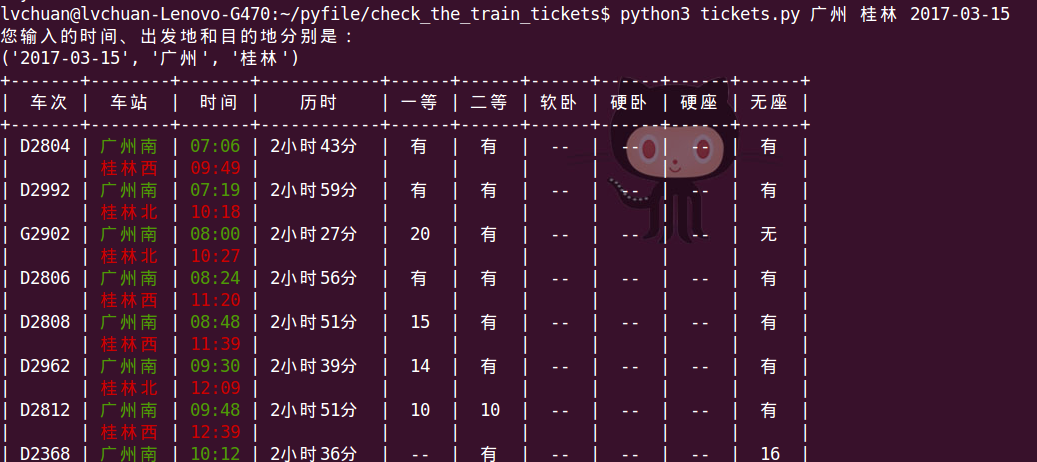 lvchuan@lvchuan-Lenovo-G470:~/pyfile/check_the_train_tickets$ python3 tickets.py 广州 桂林 2017-03-15
您输入的时间、出发地和目的地分别是：
('2017-03-15', '广州', '桂林')
+-------+--------+-------+------------+------+------+------+------+------+------+
| 车次 | 车站 | 时间 | 历时 | 一等 | 二等 | 软卧 | 硬卧 | 硬座 | 无座 |
+-------+--------+-------+------------+------+------+------+------+------+------+
| D2804 | 广州南 | 07:06 | 2小时43分 | 有 | 有 | -- | -- | -- | 有 |
| | 桂林西 | 09:49 | | | | | | | |
| D2992 | 广州南 | 07:19 | 2小时59分 | 有 | 有 | -- | -- | -- | 有 |
| | 桂林北 | 10:18 | | | | | | | |
| G2902 | 广州南 | 08:00 | 2小时27分 | 20 | 有 | -- | -- | -- | 无 |
| | 桂林北 | 10:27 | | | | | | | |
| D2806 | 广州南 | 08:24 | 2小时56分 | 有 | 有 | -- | -- | -- | 有 |
| | 桂林西 | 11:20 | | | | | | | |
| D2808 | 广州南 | 08:48 | 2小时51分 | 15 | 有 | -- | -- | -- | 有 |
| | 桂林西 | 11:39 | | | | | | | |
| D2962 | 广州南 | 09:30 | 2小时39分 | 14 | 有 | -- | -- | -- | 有 |
| | 桂林北 | 12:09 | | | | | | | |
| D2812 | 广州南 | 09:48 | 2小时51分 | 10 | 10 | -- | -- | -- | 有 |
| | 桂林西 | 12:39 | | | | | | | |
| D2368 | 广州南 | 10:12 | 2小时36分 | -- | 有 | -- | -- | -- | 16 |